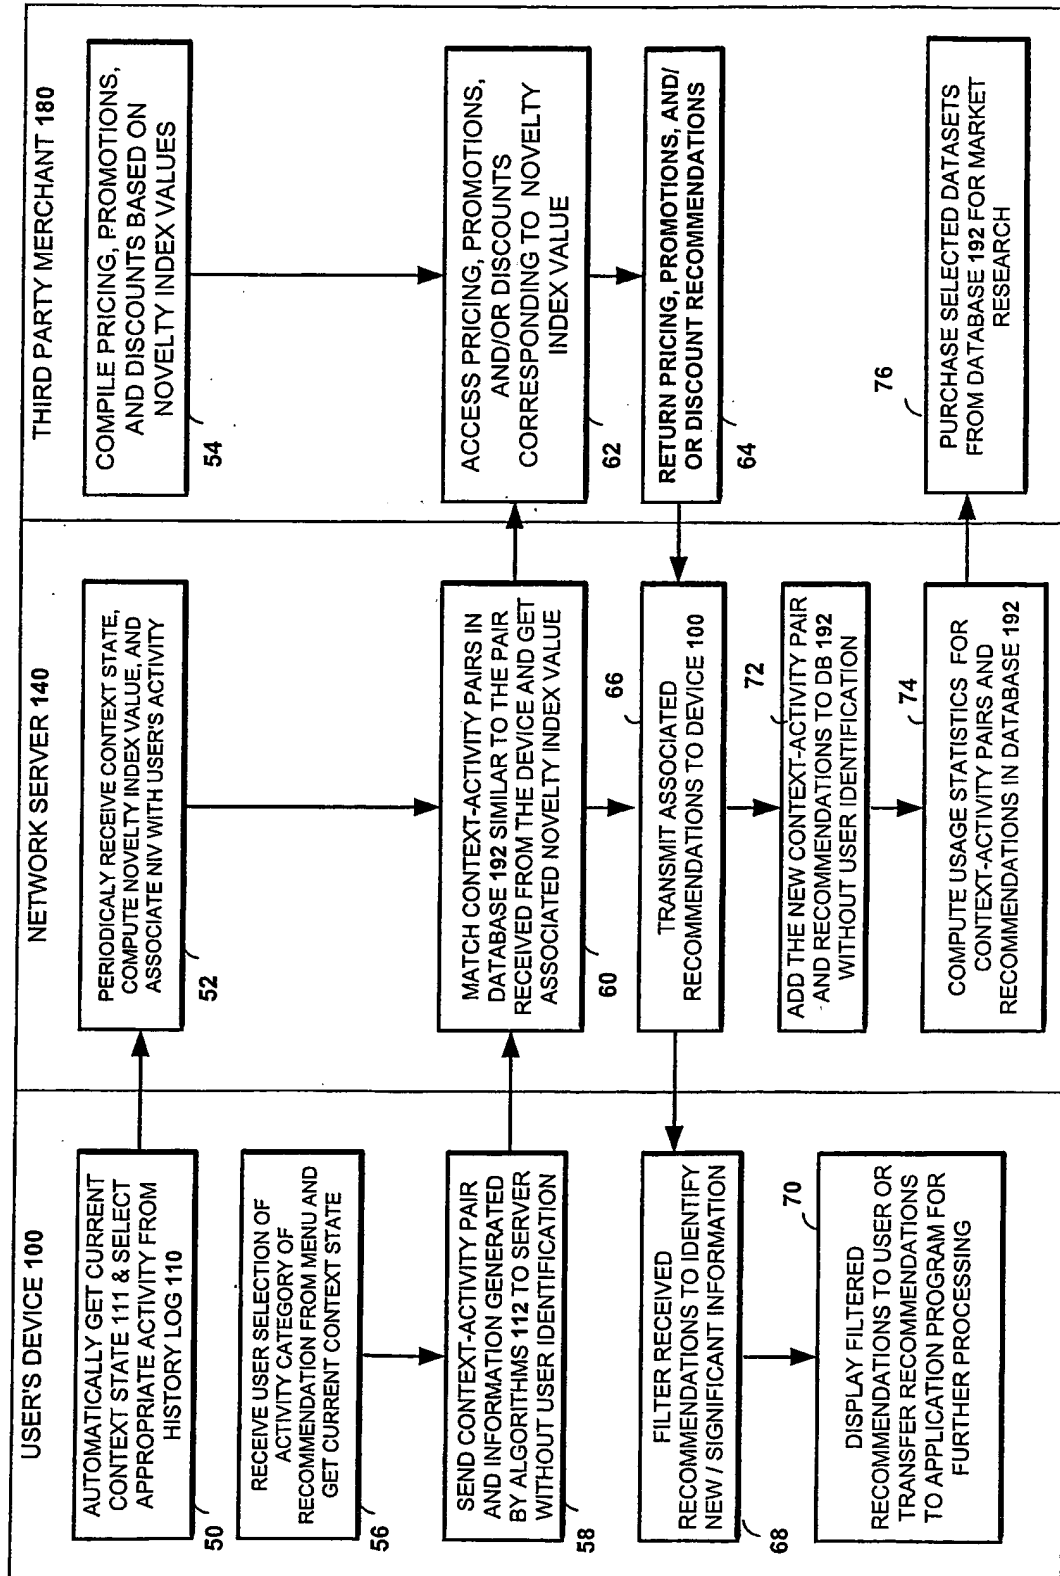 USER'S DEVICE 100
AUTOMATICALLY GET CURRENT
CONTEXT STATE 111 & SELECT
APPROPRIATE ACTIVITY FROM
HISTORY LOG 110
50
RECEIVE USER SELECTION OF
ACTIVITY CATEGORY OF
RECOMMENDATION FROM MENU AND
GET CURRENT CONTEXT STATE
56
SEND CONTEXT-ACTIVITY PAIR
AND INFORMATION GENERATED
BY ALGORITHMS 112 TO SERVER
WITHOUT USER IDENTIFICATION
58
FILTER RECEIVED
RECOMMENDATIONS TO IDENTIFY
NEW / SIGNIFICANT INFORMATION
68
70
DISPLAY FILTERED
RECOMMENDATIONS TO USER OR
TRANSFER RECOMMENDATIONS
TO APPLICATION PROGRAM FOR
FURTHER PROCESSING
NETWORK SERVER 140
PERIODICALY RECEIVE CONTEXT STATE,
COMPUTE NOVELTY INDEX VALUE, AND
ASSOCIATE NIV WITH USER'S ACTIVITY
52
MATCH CONTEXT-ACTIVITY PAIRS IN
DATABASE 192 SIMILAR TO THE PAIR
RECEIVED FROM THE DEVICE AND GET
ASSOCIATED NOVELTY INDEX VALUE
60
66
TRANSMIT ASSOCIATED
RECOMMENDATIONS TO DEVICE 100
72
ADD THE NEW CONTEXT-ACTIVITY PAIR
AND RECOMMENDATIONS TO DB 192
WITHOUT USER IDENTIFICATION
74
COMPUTE USAGE STATISTICS FOR
CONTEXT-ACTIVITY PAIRS AND
RECOMMENDATIONS IN DATABASE 192
THIRD PARTY MERCHANT 180
COMPILE PRICING, PROMOTIONS,
AND DISCOUNTS BASED ON
NOVELTY INDEX VALUES
54
ACCESS PRICING, PROMOTIONS,
AND/OR DISCOUNTS
CORRESPONDING TO NOVELTY
INDEX VALUE
62
RETURN PRICING, PROMOTIONS, AND/
OR DISCOUNT RECOMMENDATIONS
64
76
PURCHASE SELECTED DATASETS
FROM DATABASE 192 FOR MARKET
RESEARCH